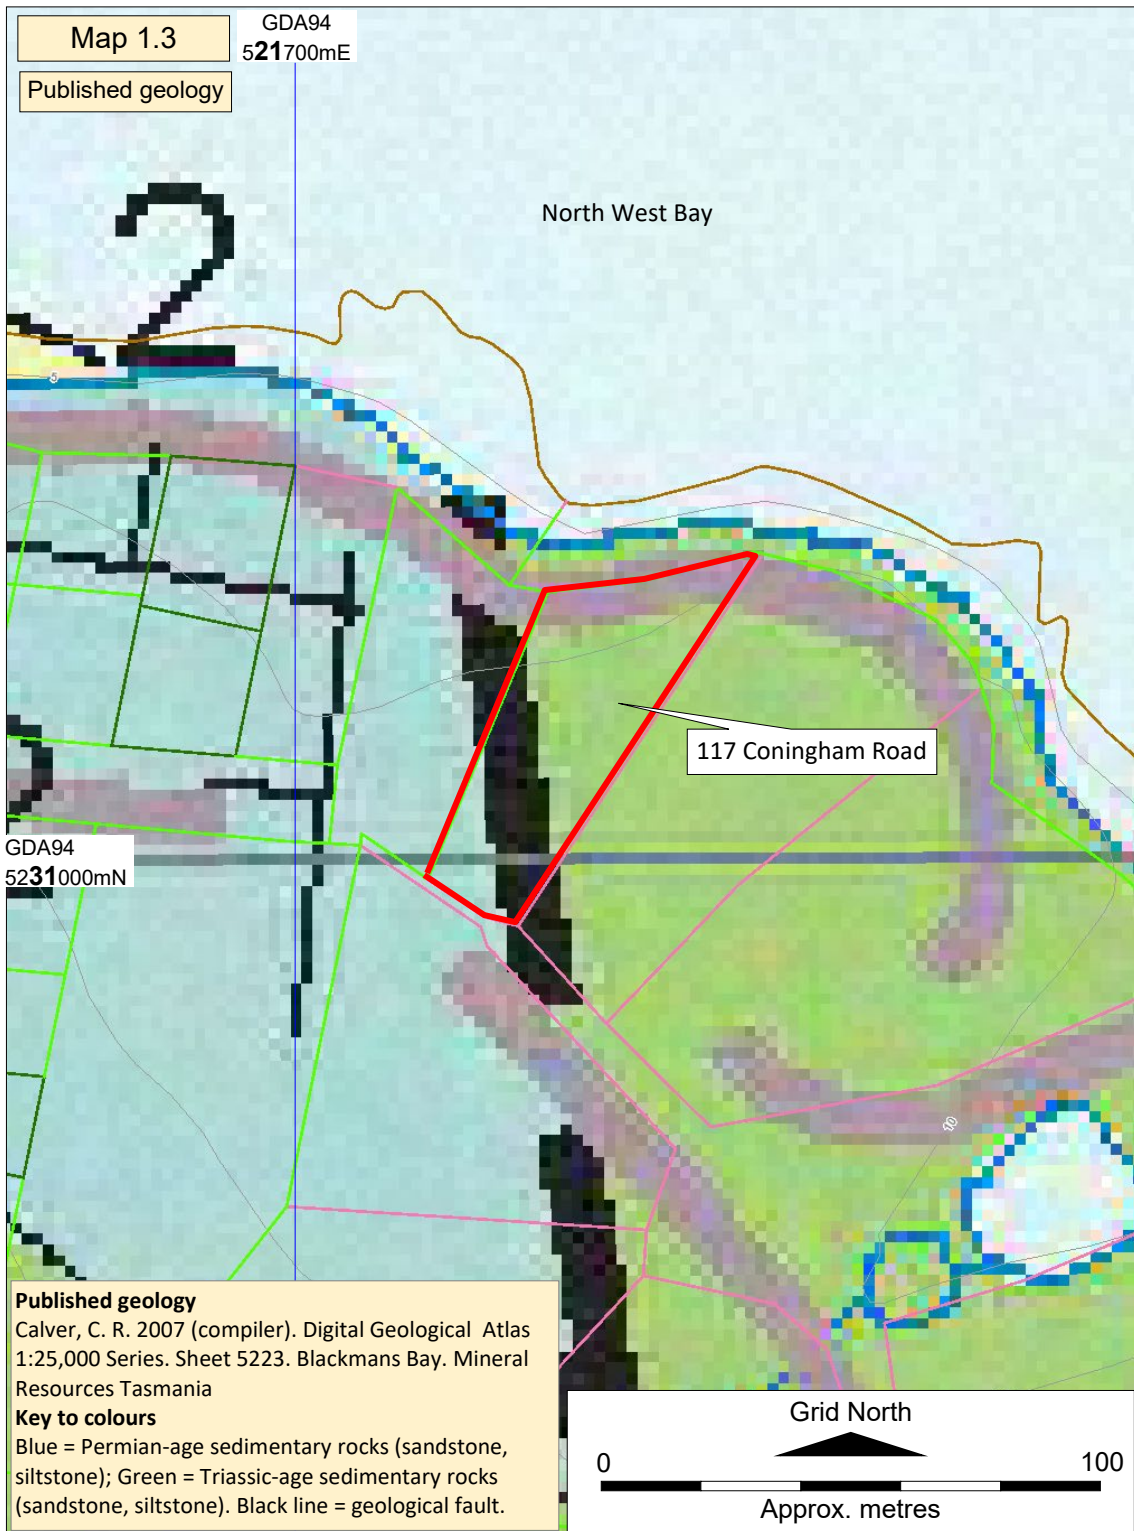 Map 1.3
Published geology
GDA94
521700mE
North West Bay
2
5
117 Coningham Road
GDA94
5231000mN
10
Published geology
Calver, C. R. 2007 (compiler). Digital Geological Atlas
1:25,000 Series. Sheet 5223. Blackmans Bay. Mineral
Resources Tasmania
Key to colours
Blue = Permian-age sedimentary rocks (sandstone,
siltstone); Green = Triassic-age sedimentary rocks
(sandstone, siltstone). Black line = geological fault.
Grid North
0 100
Approx. metres